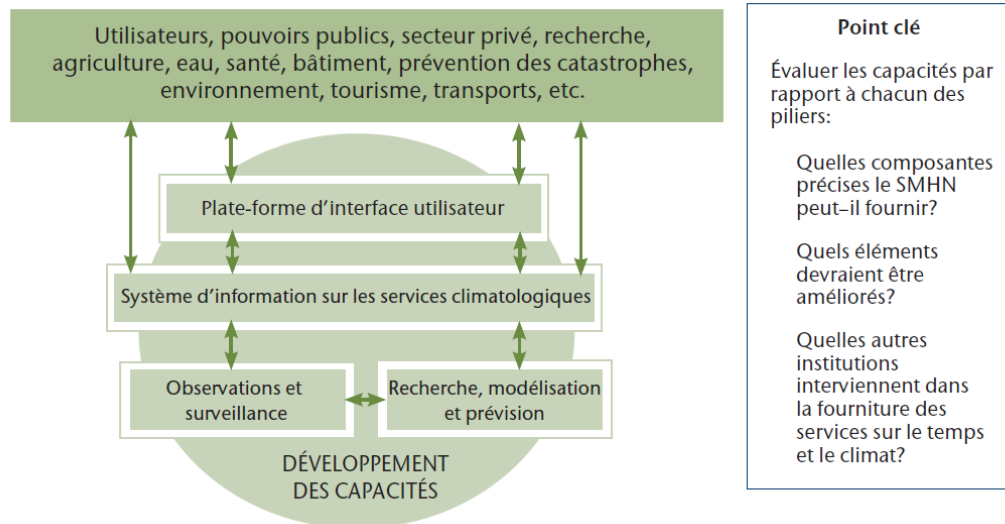 Utilisateurs, pouvoirs publics, secteur privé, recherche,
agriculture, eau, santé, bâtiment, prévention des catastrophes,
environnement, tourisme, transports, etc.
Plate-forme d’interface utilisateur
Système d’information sur les services climatologiques
Observations et
surveillance
Recherche, modélisation
et prévision
DÉVELOPPEMENT
DES CAPACITÉS
Point clé
Évaluer les capacités par
rapport à chacun des
piliers:
Quelles composantes
précises le SMHN
peut–il fournir?
Quels éléments
devraient être
améliorés?
Quelles autres
institutions
interviennent dans
la fourniture des
services sur le temps
et le climat?